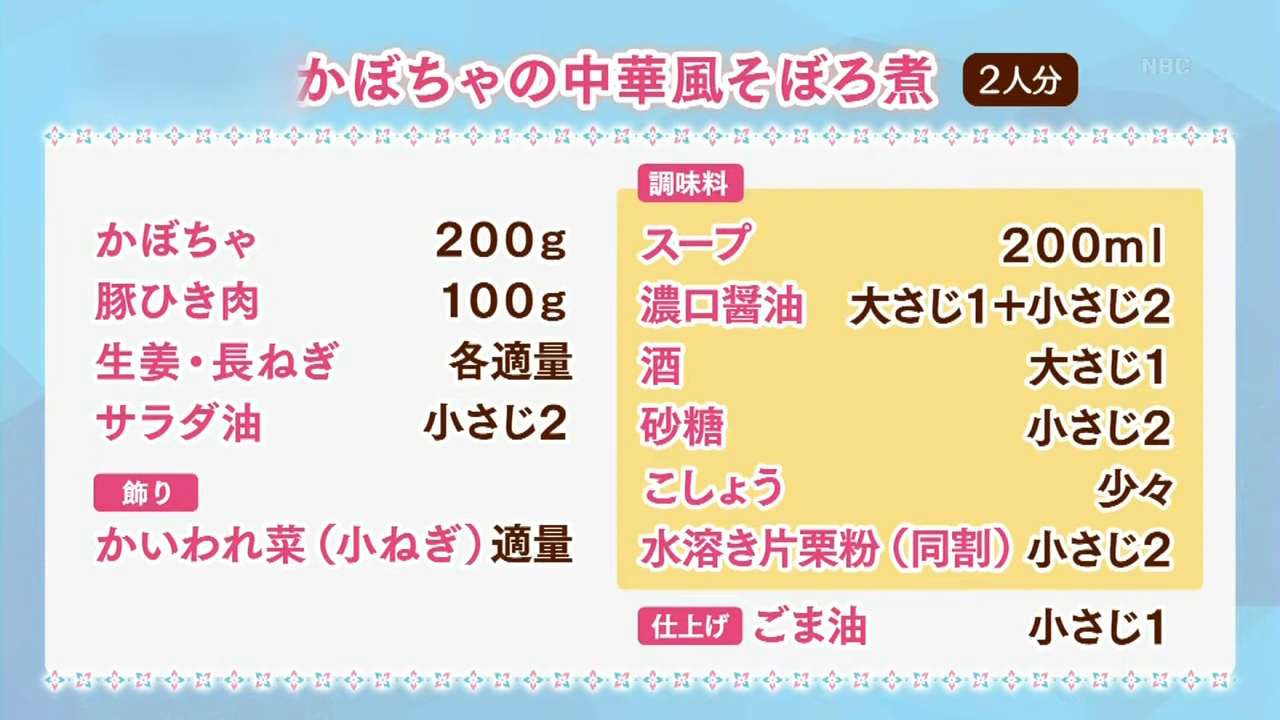 かぼちゃの中華風そぼろ煮 2人分
NBC
かぼちゃ 200g
豚ひき肉 100g
生姜・長ねぎ 各適量
サラダ油 小さじ2
飾り
かいわれ菜(小ねぎ) 適量
調味料
スープ 200ml
濃口醤油 大さじ1+小さじ2
酒 大さじ1
砂糖 小さじ2
こしょう 少々
水溶き片栗粉(同割) 小さじ2
仕上げ ごま油 小さじ1